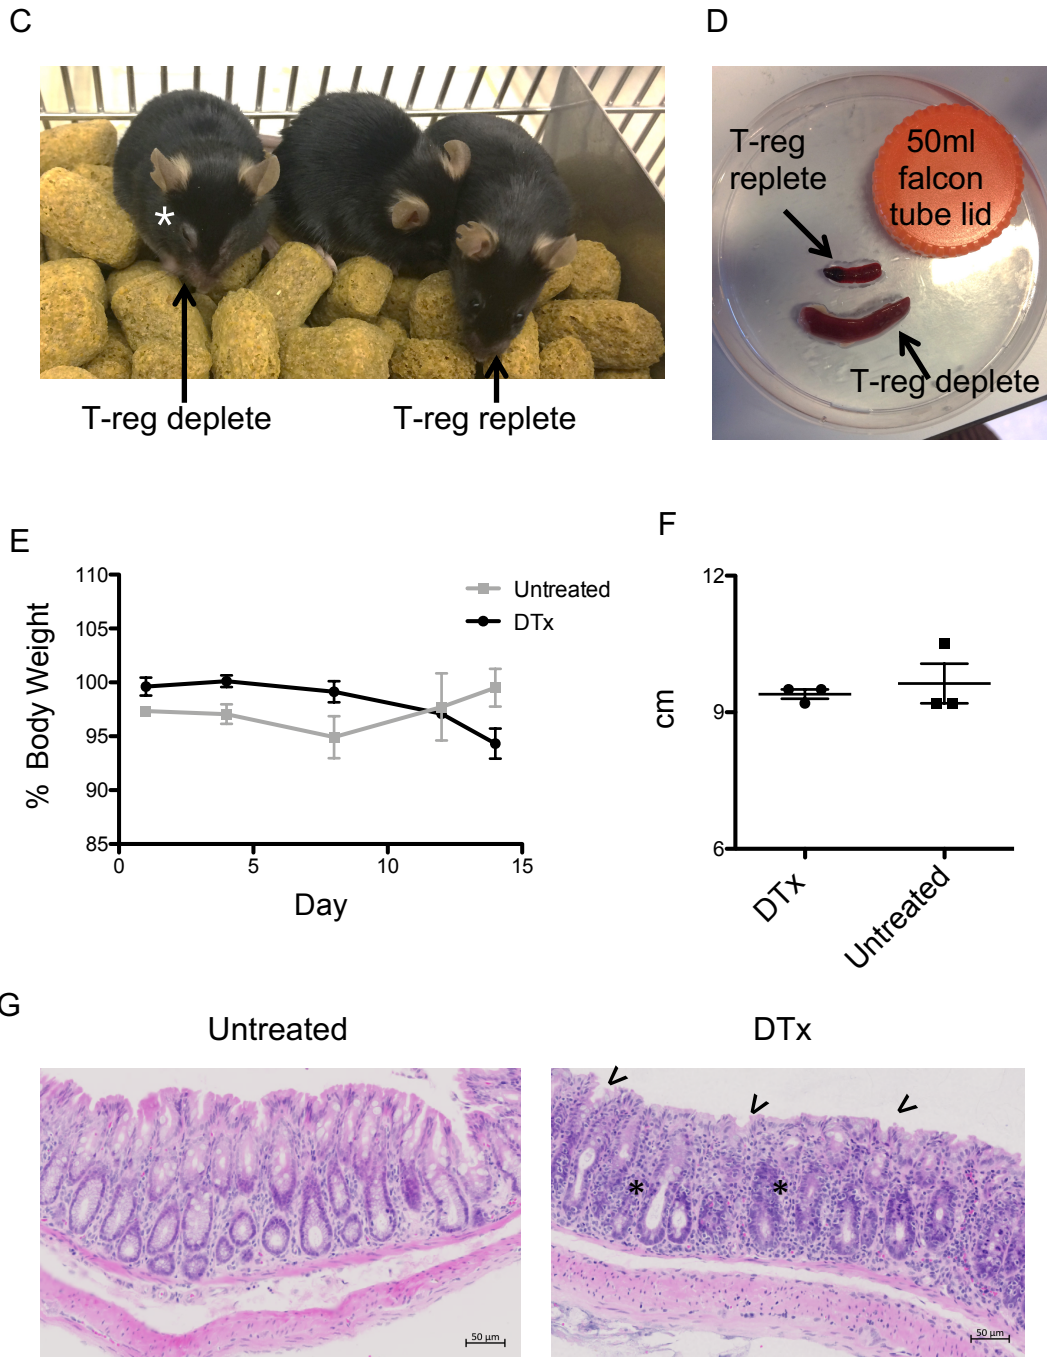 C
D
T-reg
replete
50ml
falcon
tube lid
*
T-reg deplete
T-reg deplete
T-reg replete
E
F
110
105
100
95
90
85
% Body Weight
0
5
10
15
Day
Untreated
DTx
12
9
6
cm
DTx
Untreated
G
Untreated
DTx
<
<
<
*
*
50 µm
50 µm